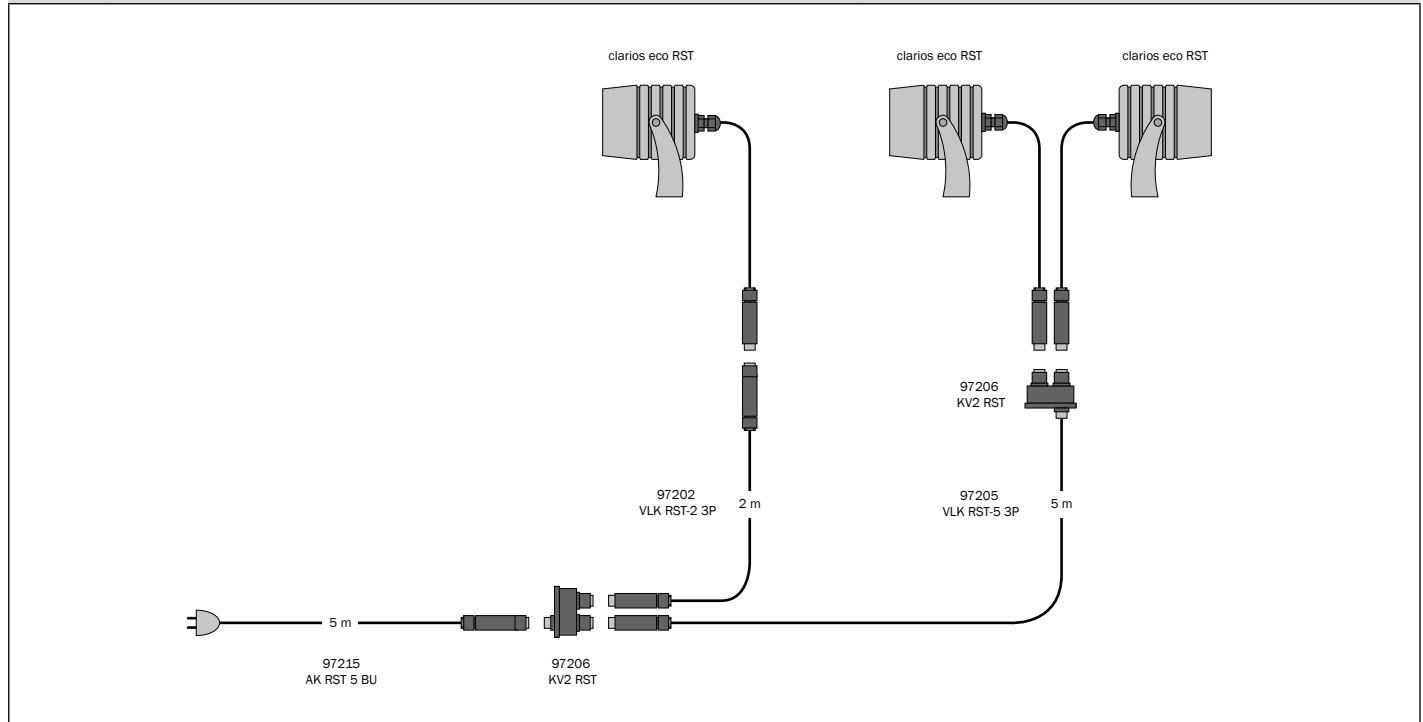 clarios eco RST
clarios eco RST
clarios eco RST
97206
KV2 RST
97202
VLK RST-2 3P
2 m
97205
VLK RST-5 3P
5 m
5 m
97215
AK RST 5 BU
97206
KV2 RST